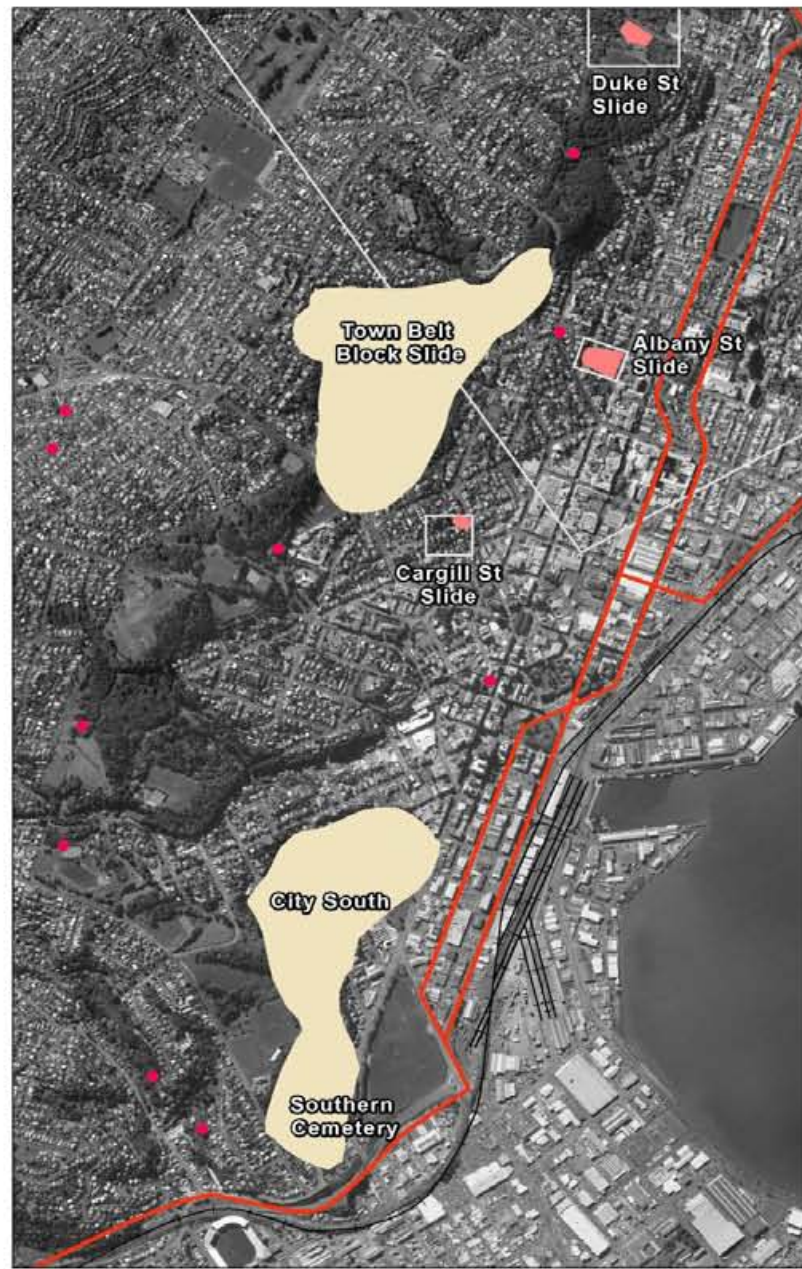 Duke St
Slide
Town Belt
Block Slide
Albany St
Slide
Cargill St
Slide
City South
Southern
Cemetery